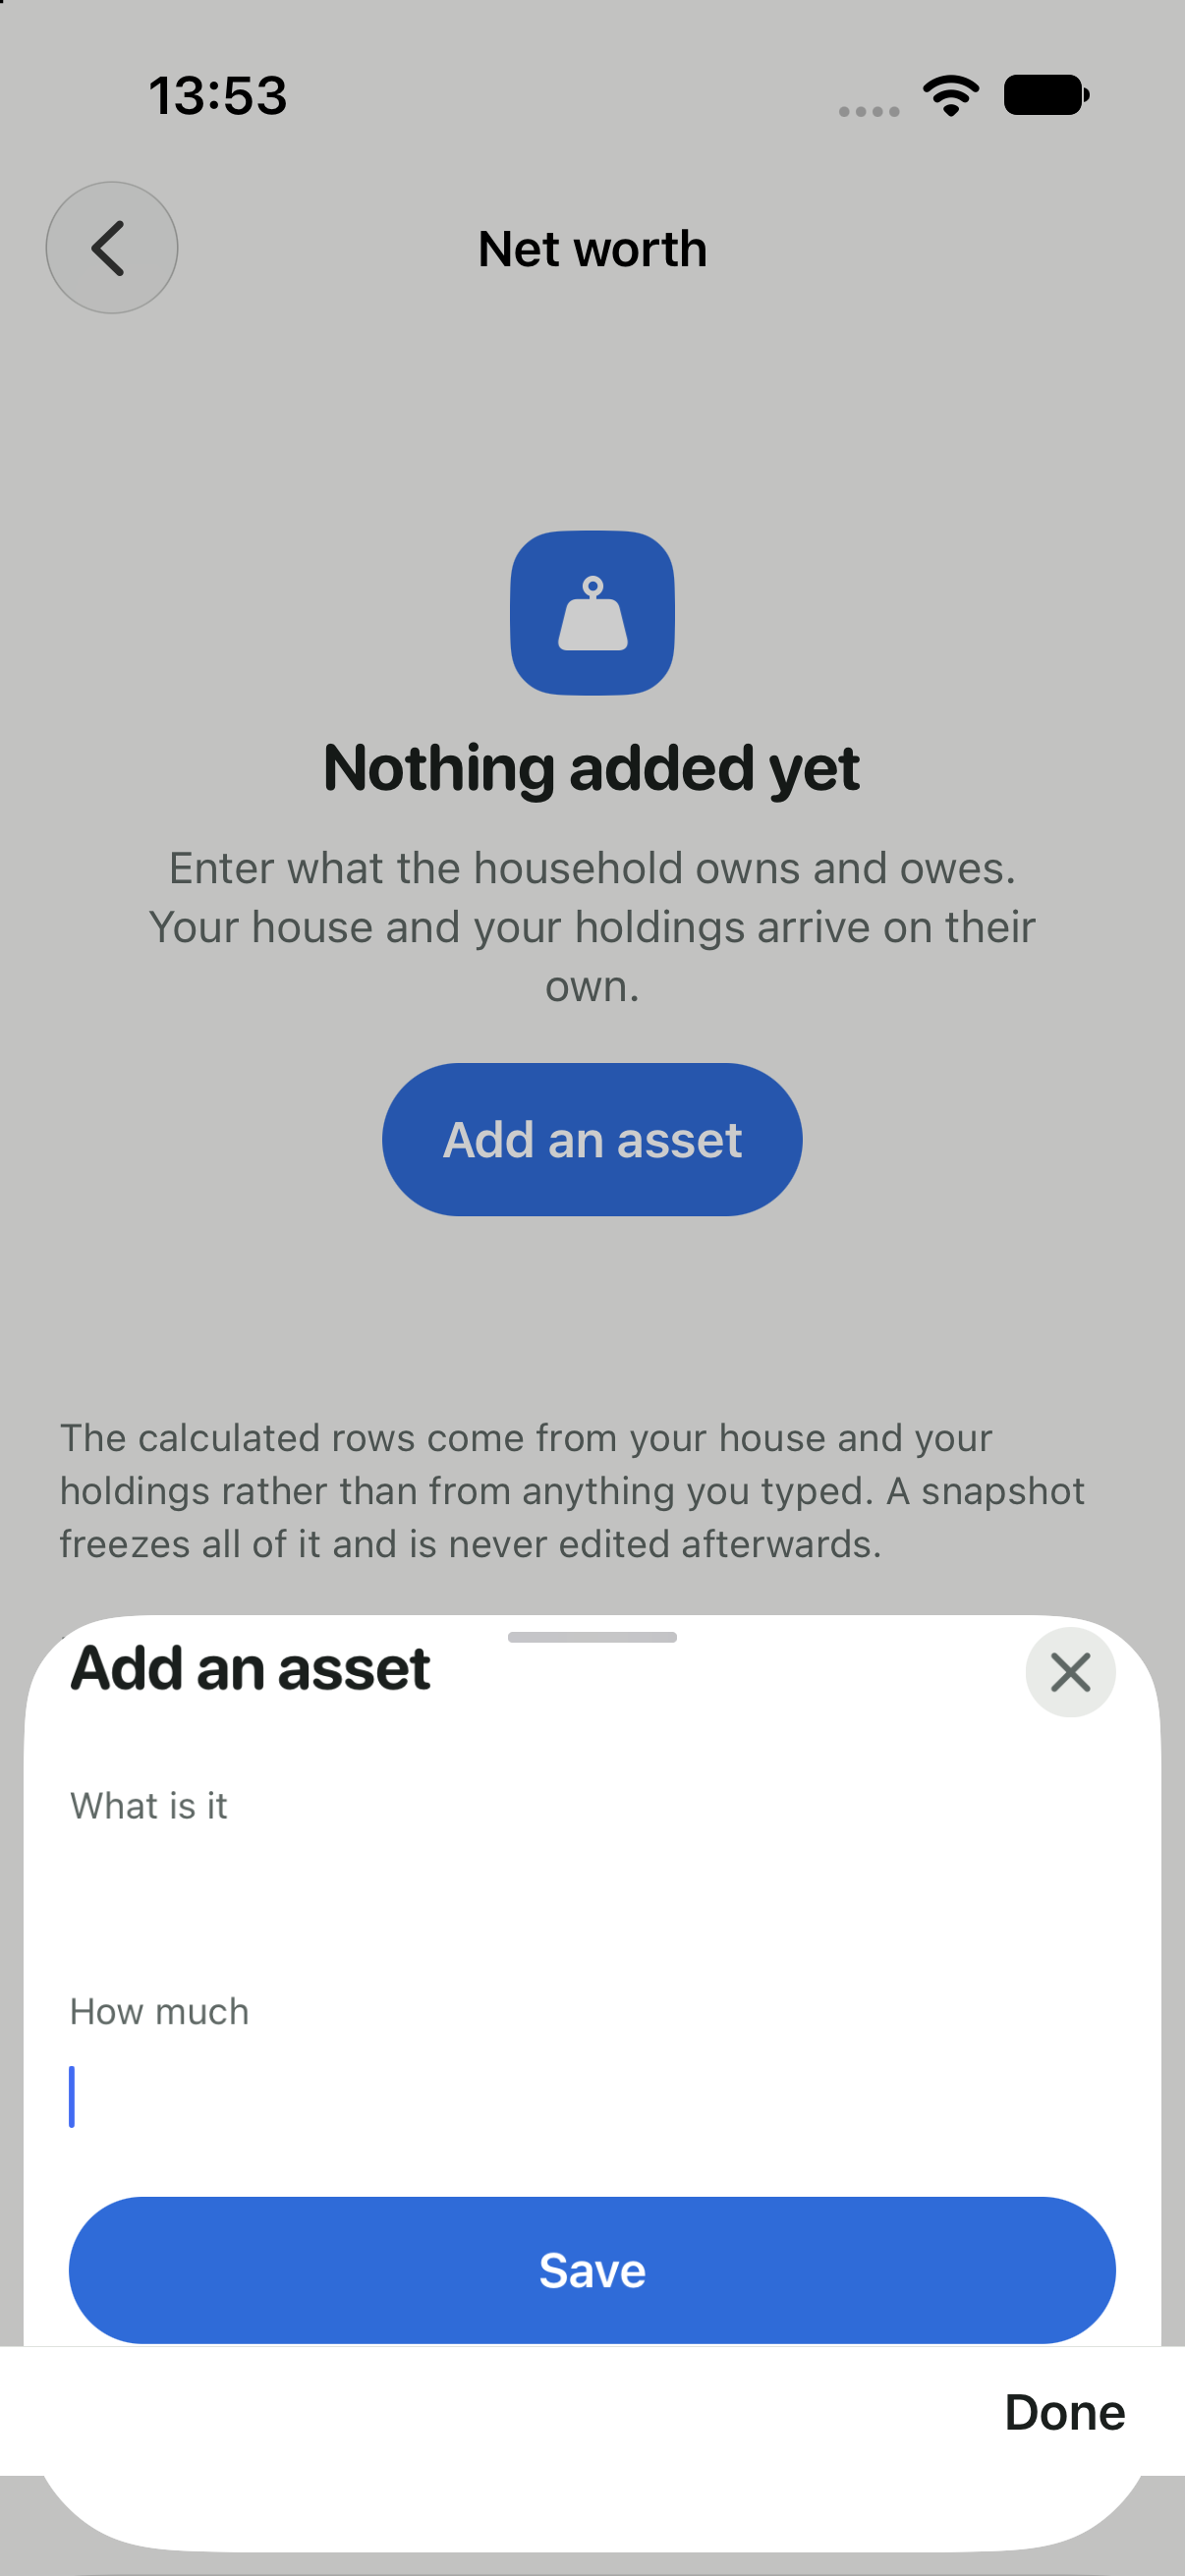 13:53
Net worth
Nothing added yet
Enter what the household owns and owes.
Your house and your holdings arrive on their
own.
Add an asset
The calculated rows come from your house and your
holdings rather than from anything you typed. A snapshot
freezes all of it and is never edited afterwards.
Add an asset
What is it
How much
Save
Done